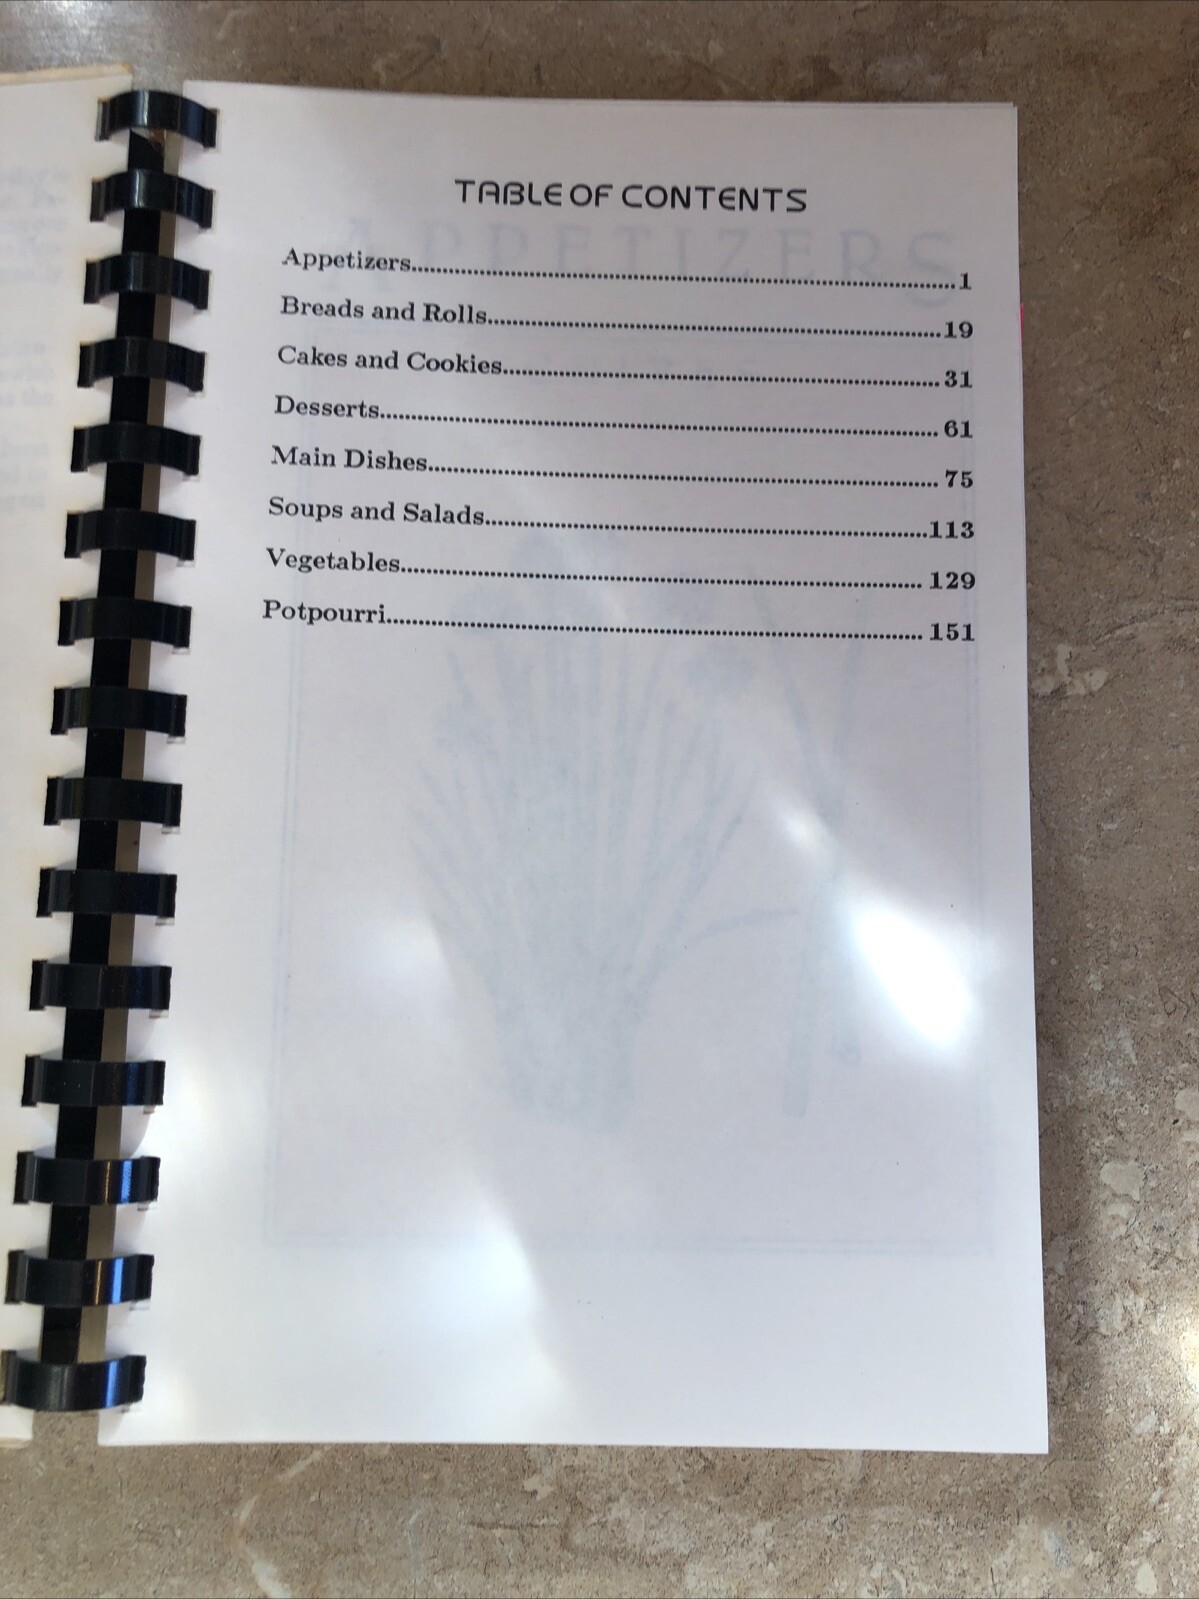 TABLE OF CONTENTS
Appetizers.......................................................................................... 1
Breads and Rolls.......................................................................... 19
Cakes and Cookies....................................................................... 31
Desserts.......................................................................................... 61
Main Dishes.................................................................................. 75
Soups and Salads.......................................................................113
Vegetables.................................................................................... 129
Potpourri...................................................................................... 151
APPETIZERS